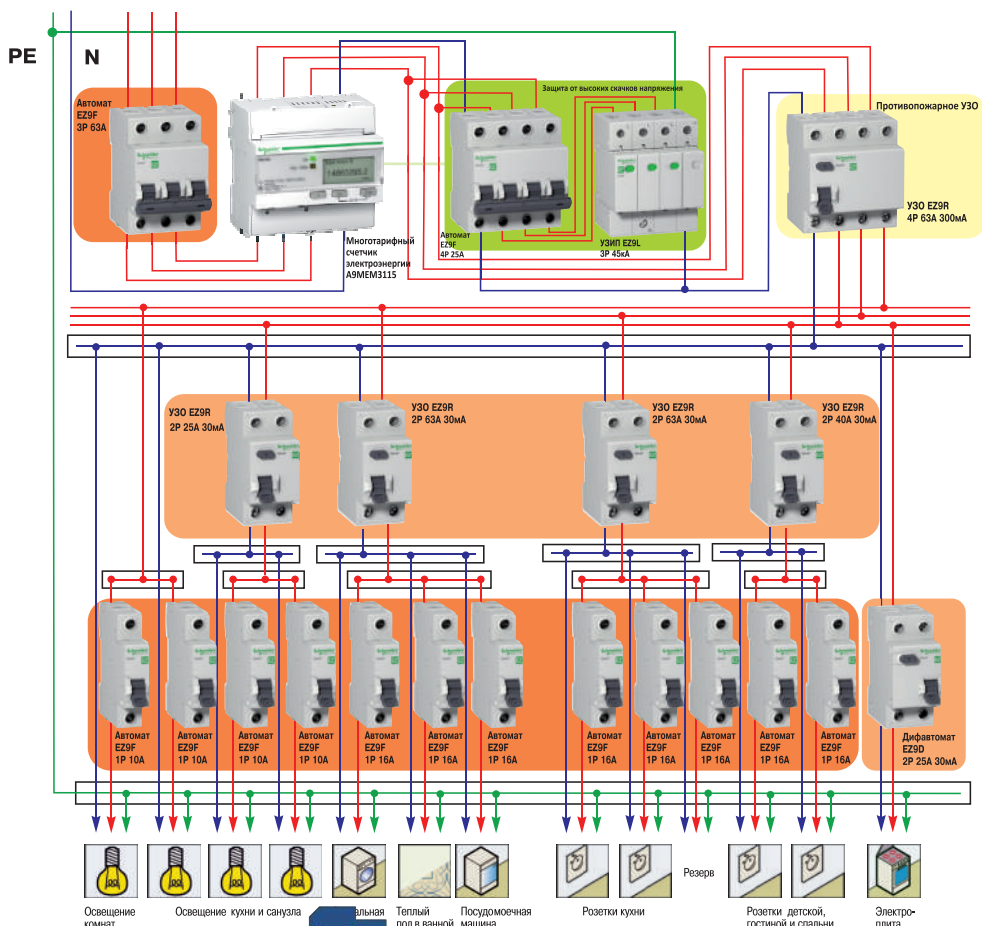 PE
N
Автомат
EZ9F
3P 63A
Многотарифный
счетчик
электроэнергии
A9MEM3115
Защита от высоких скачков напряжения
Автомат
EZ9F
4P 25A
УЗИП EZ9L
3P 45кА
Противопожарное УЗО
УЗО EZ9R
4P 63A 300мА
УЗО EZ9R
2P 25A 30мА
УЗО EZ9R
2P 63A 30мА
УЗО EZ9R
2P 63A 30мА
УЗО EZ9R
2P 40A 30мА
Автомат
EZ9F
1P 10A
Автомат
EZ9F
1P 10A
Автомат
EZ9F
1P 10A
Автомат
EZ9F
1P 10A
Автомат
EZ9F
1P 16A
Автомат
EZ9F
1P 16A
Автомат
EZ9F
1P 16A
Автомат
EZ9F
1P 16A
Автомат
EZ9F
1P 16A
Автомат
EZ9F
1P 16A
Автомат
EZ9F
1P 16A
Автомат
EZ9F
1P 16A
Дифавтомат
EZ9D
2P 25A 30мА
Освещение
комнат
Освещение кухни и санузла
Теплый
пол в ванной
Посудомоечная
машина
Розетки кухни
Резерв
Розетки детской,
гостиной и спальни
Электро-
плита